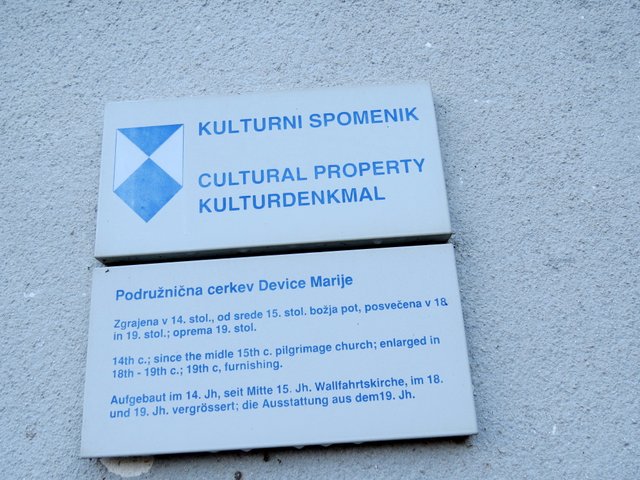 KULTURNI SPOMENIK
CULTURAL PROPERTY
KULTURDENKMAL
Podružnična cerkev Device Marije
Zgrajena v 14. stol., od srede 15. stol. božja pot, posvečena v 18.
in 19. stol.; oprema 19. stol.
14th c.; since the midle 15th c. pilgrimage church; enlarged in
18th - 19th c.; 19th c, furnishing.
Aufgebaut im 14. Jh, seit Mitte 15. Jh. Wallfahrtskirche, im 18.
und 19. Jh. vergrössert; die Ausstattung aus dem19. Jh.